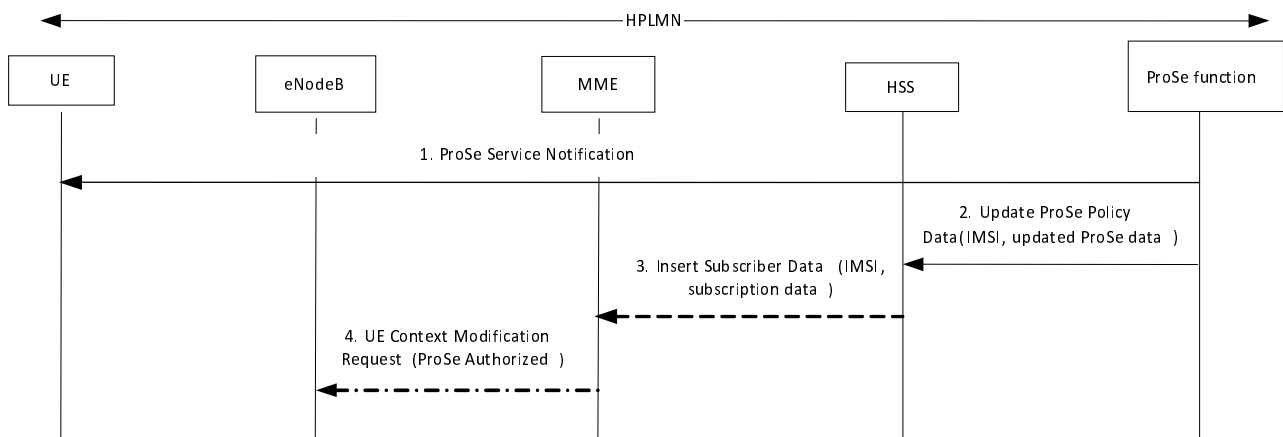 HPLMN
UE
eNodeB
MME
HSS
ProSe function
1. ProSe Service Notification
2. Update ProSe Policy
Data(IMSI, updated ProSe data )
3. Insert Subscriber Data (IMSI,
subscription data )
4. UE Context Modification
Request (ProSe Authorized )